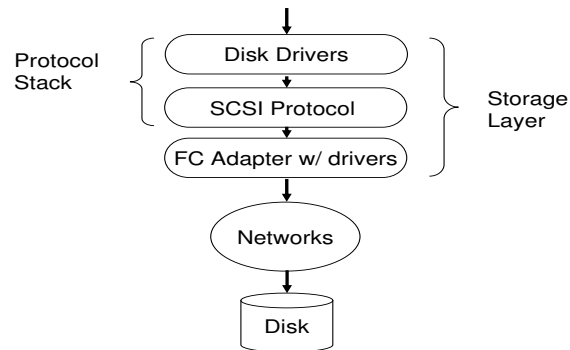 Protocol
Stack
Disk Drivers
SCSI Protocol
FC Adapter w/ drivers
Storage
Layer
Networks
Disk